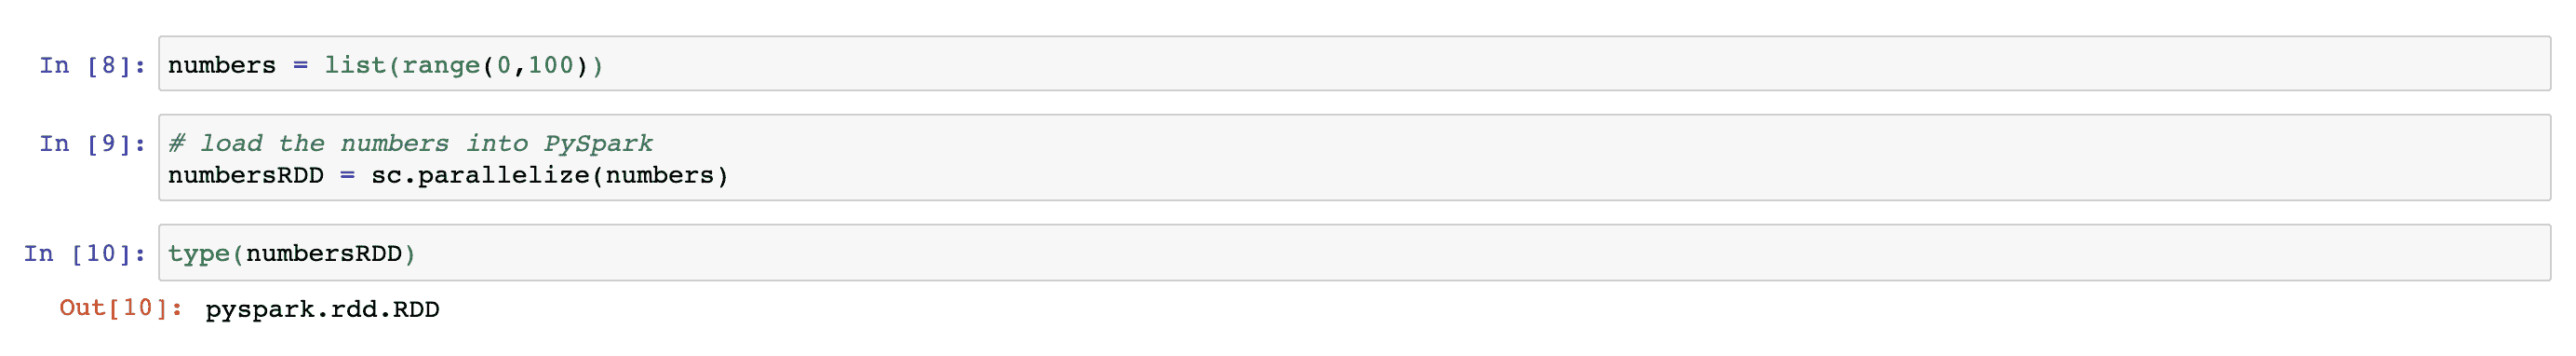 In [8]: numbers = list(range(0,100))
In [9]: # load the numbers into PySpark
numbersRDD = sc.parallelize(numbers)
In [10]: type(numbersRDD)
Out[10]: pyspark.rdd.RDD